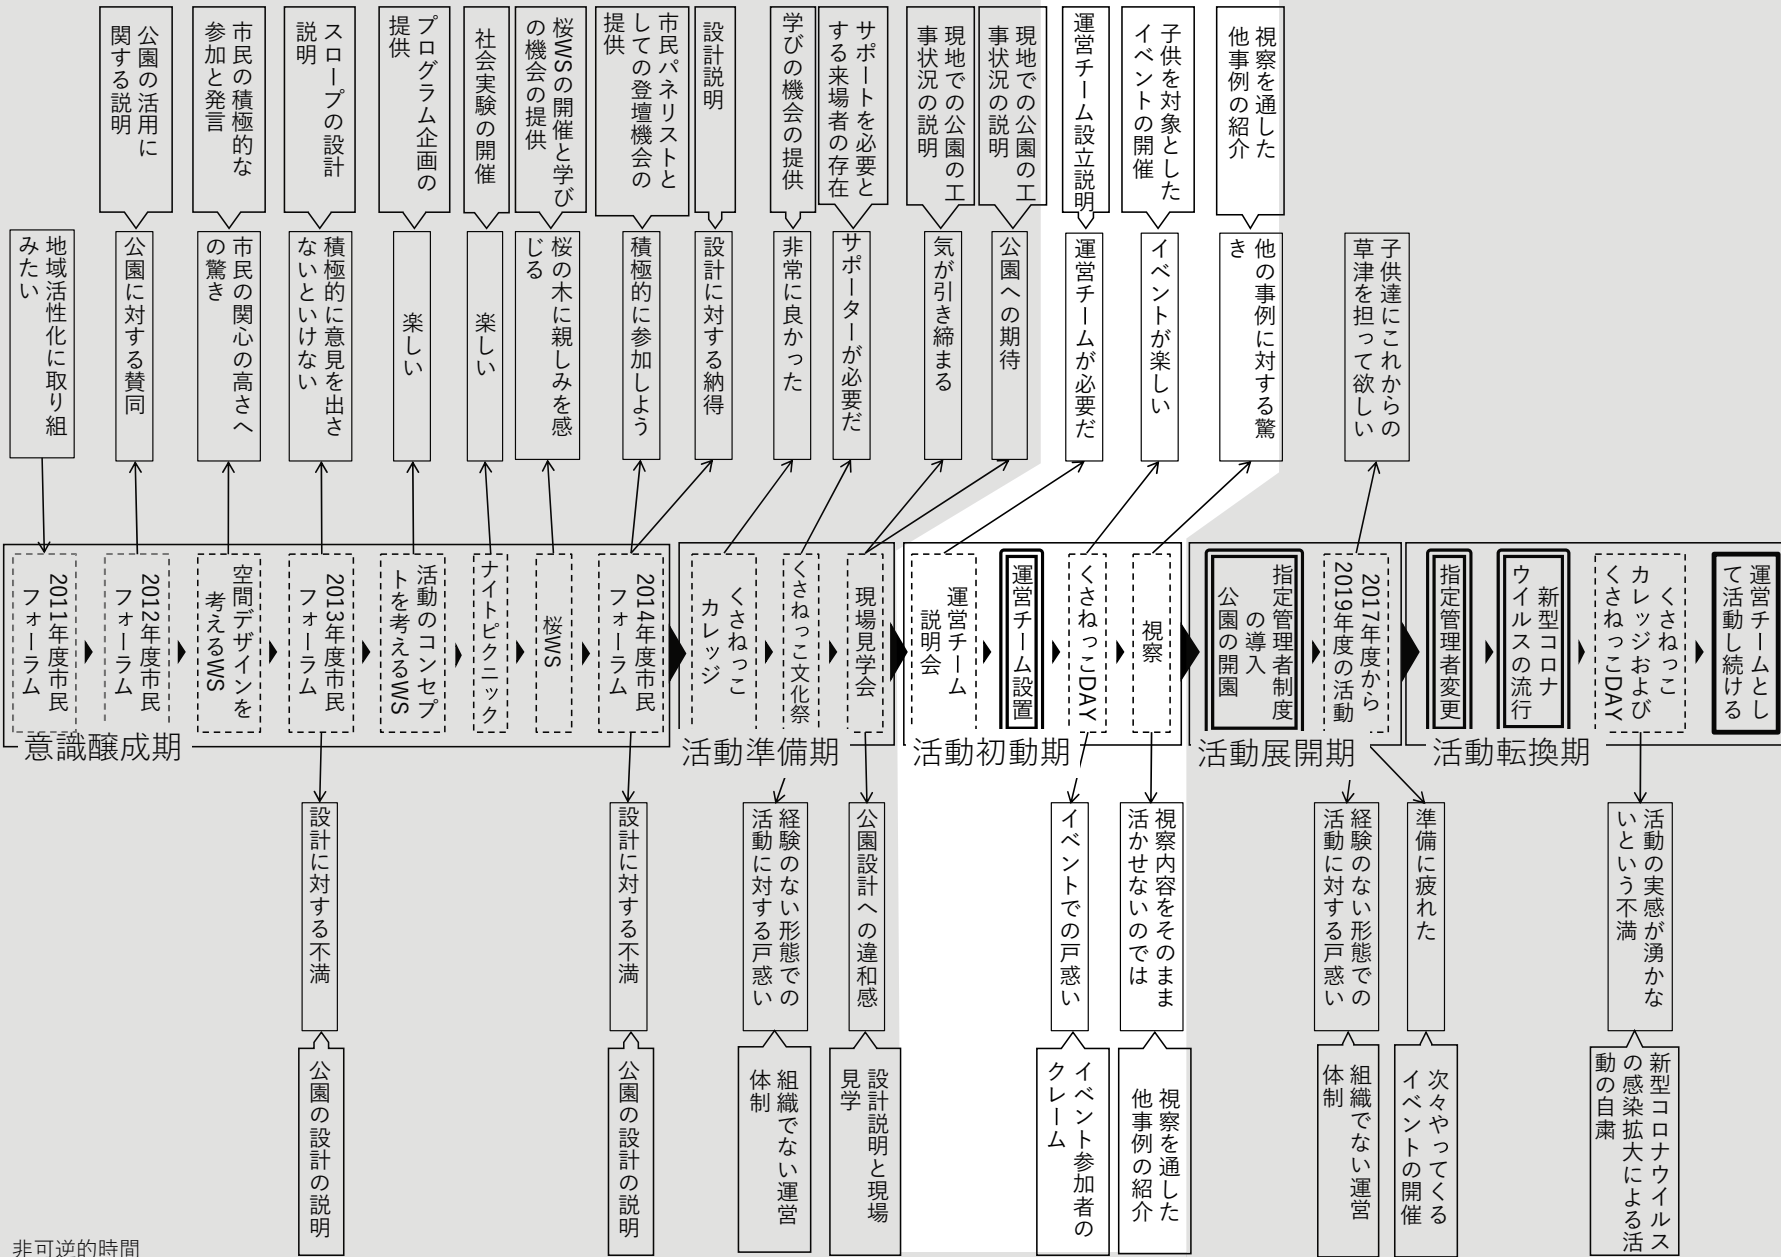 公園の活用に
関する説明
市民の積極的な
参加と発言
スロープの設計
説明
プログラム企画の
提供
社会実験の開催
桜WSの開催と学び
の機会の提供
市民パネリストと
しての登壇機会の
提供
設計説明
学びの機会の提供
サポートを必要と
する来場者の存在
現地での公園の工
事状況の説明
現地での公園の工
事状況の説明
運営チーム設立説明
子供を対象とした
イベントの開催
視察を通した
他事例の紹介
地域活性化に取り組
みたい
公園に対する賛同
市民の関心の高さへ
の驚き
積極的に意見を出さ
ないといけない
楽しい
楽しい
桜の木に親しみを感
じる
積極的に参加しよう
設計に対する納得
非常に良かった
サポーターが必要だ
気が引き締まる
公園への期待
運営チームが必要だ
イベントが楽しい
他の事例に対する驚
き
子供達にこれからの
草津を担って欲しい
2011年度市民
フォーラム
2012年度市民
フォーラム
空間デザインを
考えるWS
2013年度市民
フォーラム
活動のコンセプ
トを考えるWS
ナイトピクニック
桜WS
2014年度市民
フォーラム
くさねっこ
カレッジ
くさねっこ文化祭
現場見学会
運営チーム
説明会
運営チーム設置
くさねっこDAY
視察
指定管理者制度
の導入
公園の開園
2017年度から
2019年度の活動
指定管理者変更
新型コロナ
ウイルスの流行
くさねっこ
カレッジおよび
くさねっこDAY
運営チームとし
て活動し続ける
意識醸成期
活動準備期
活動初動期
活動展開期
活動転換期
設計に対する不満
設計に対する不満
経験のない形態での
活動に対する戸惑い
公園設計への違和感
イベントでの戸惑い
視察内容をそのまま
活かせないのでは
経験のない形態での
活動に対する戸惑い
準備に疲れた
活動の実感が湧かな
いという不満
公園の設計の説明
公園の設計の説明
組織でない運営
体制
設計説明と現場
見学
イベント参加者の
クレーム
視察を通した
他事例の紹介
組織でない運営
体制
次々やってくる
イベントの開催
新型コロナウイルス
の感染拡大による活
動の自粛
非可逆的時間